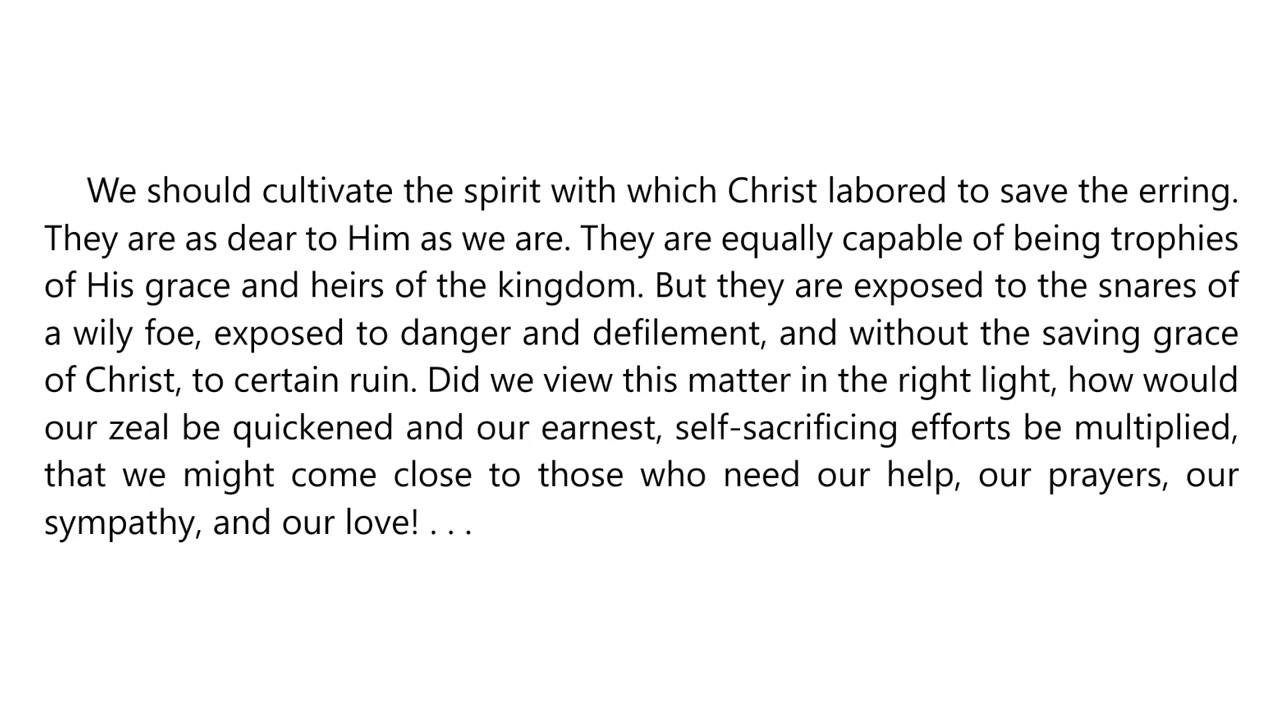 We should cultivate the spirit with which Christ labored to save the erring.
They are as dear to Him as we are. They are equally capable of being trophies
of His grace and heirs of the kingdom. But they are exposed to the snares of
a wily foe, exposed to danger and defilement, and without the saving grace
of Christ, to certain ruin. Did we view this matter in the right light, how would
our zeal be quickened and our earnest, self-sacrificing efforts be multiplied,
that we might come close to those who need our help, our prayers, our
sympathy, and our love! . . .